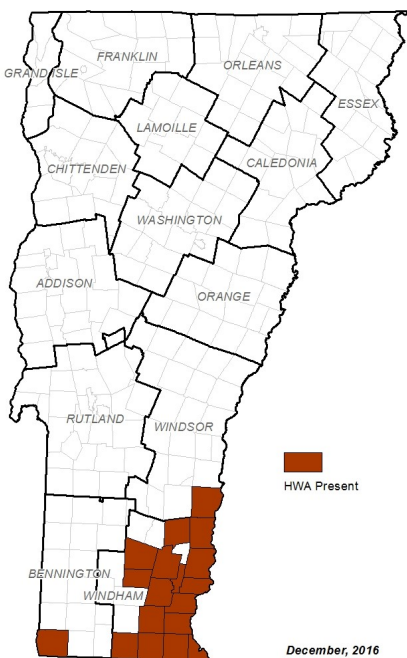 FRANKLIN
ORLEANS
GRAND ISLE
ESSEX
LAMOILLE
CALEDONIA
CHITTENDEN
WASHINGTON
ADDISON
ORANGE
RUTLAND
WINDSOR
HWA Present
BENNINGTON
WINDHAM
December, 2016